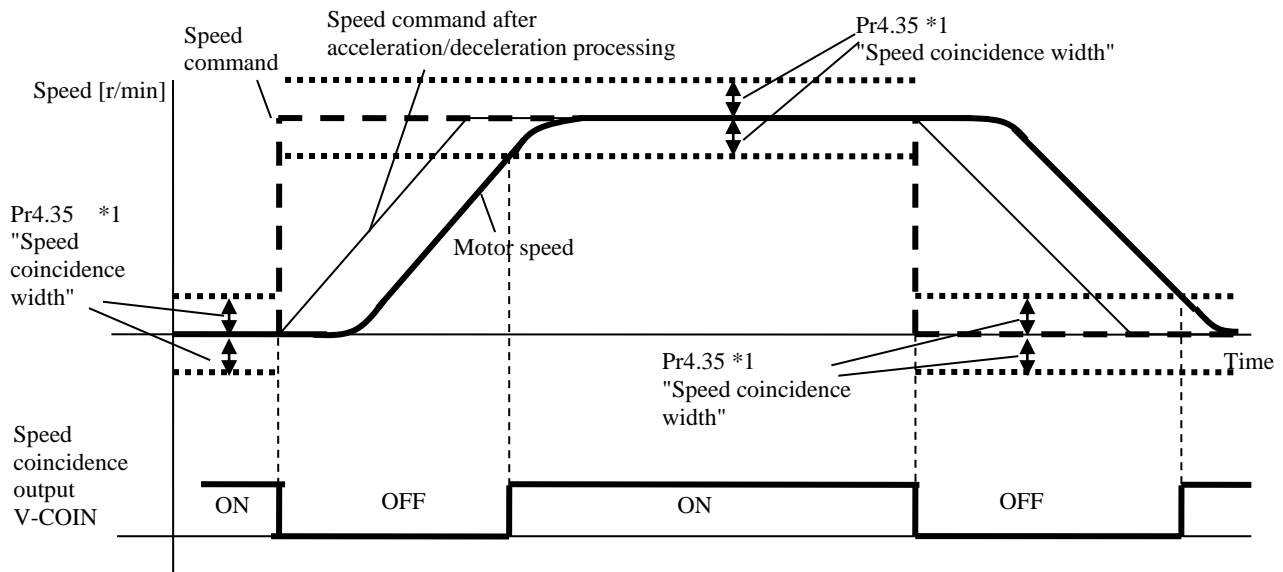 Speed command after
acceleration/deceleration processing
Pr4.35 *1
"Speed coincidence width"
Speed
command
Speed [r/min]
Pr4.35 *1
"Speed
coincidence
width"
Motor speed
Pr4.35 *1
"Speed coincidence
width"
Time
Speed
coincidence
output
V-COIN
ON
OFF
ON
OFF